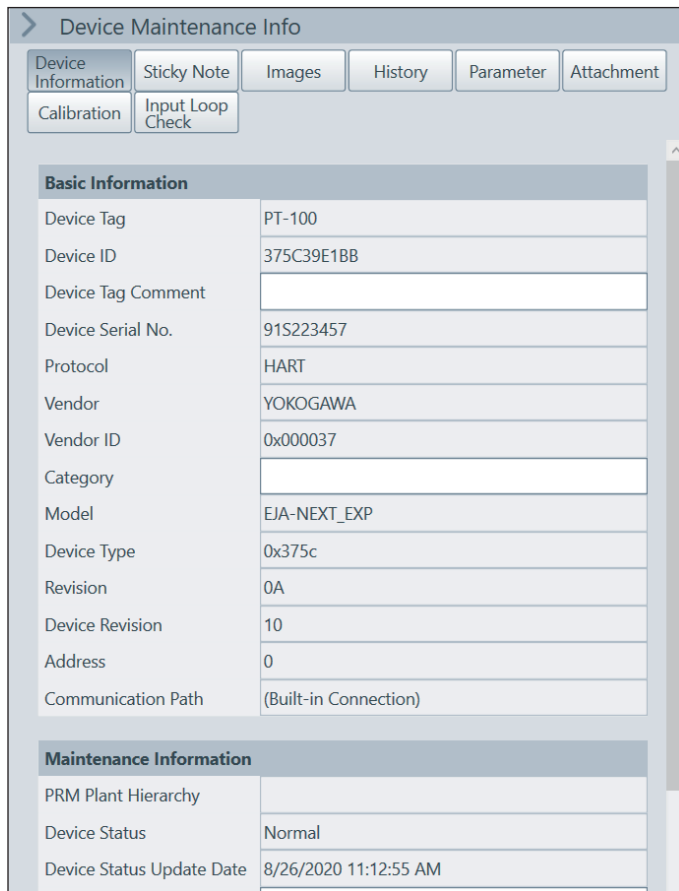 Device Maintenance Info
Device Information Sticky Note Images History Parameter Attachment
Calibration Input Loop Check
Basic Information
Device Tag PT-100
Device ID 375C39E1BB
Device Tag Comment
Device Serial No. 91S223457
Protocol HART
Vendor YOKOGAWA
Vendor ID 0x000037
Category
Model EJA-NEXT_EXP
Device Type 0x375c
Revision 0A
Device Revision 10
Address 0
Communication Path (Built-in Connection)
Maintenance Information
PRM Plant Hierarchy
Device Status Normal
Device Status Update Date 8/26/2020 11:12:55 AM